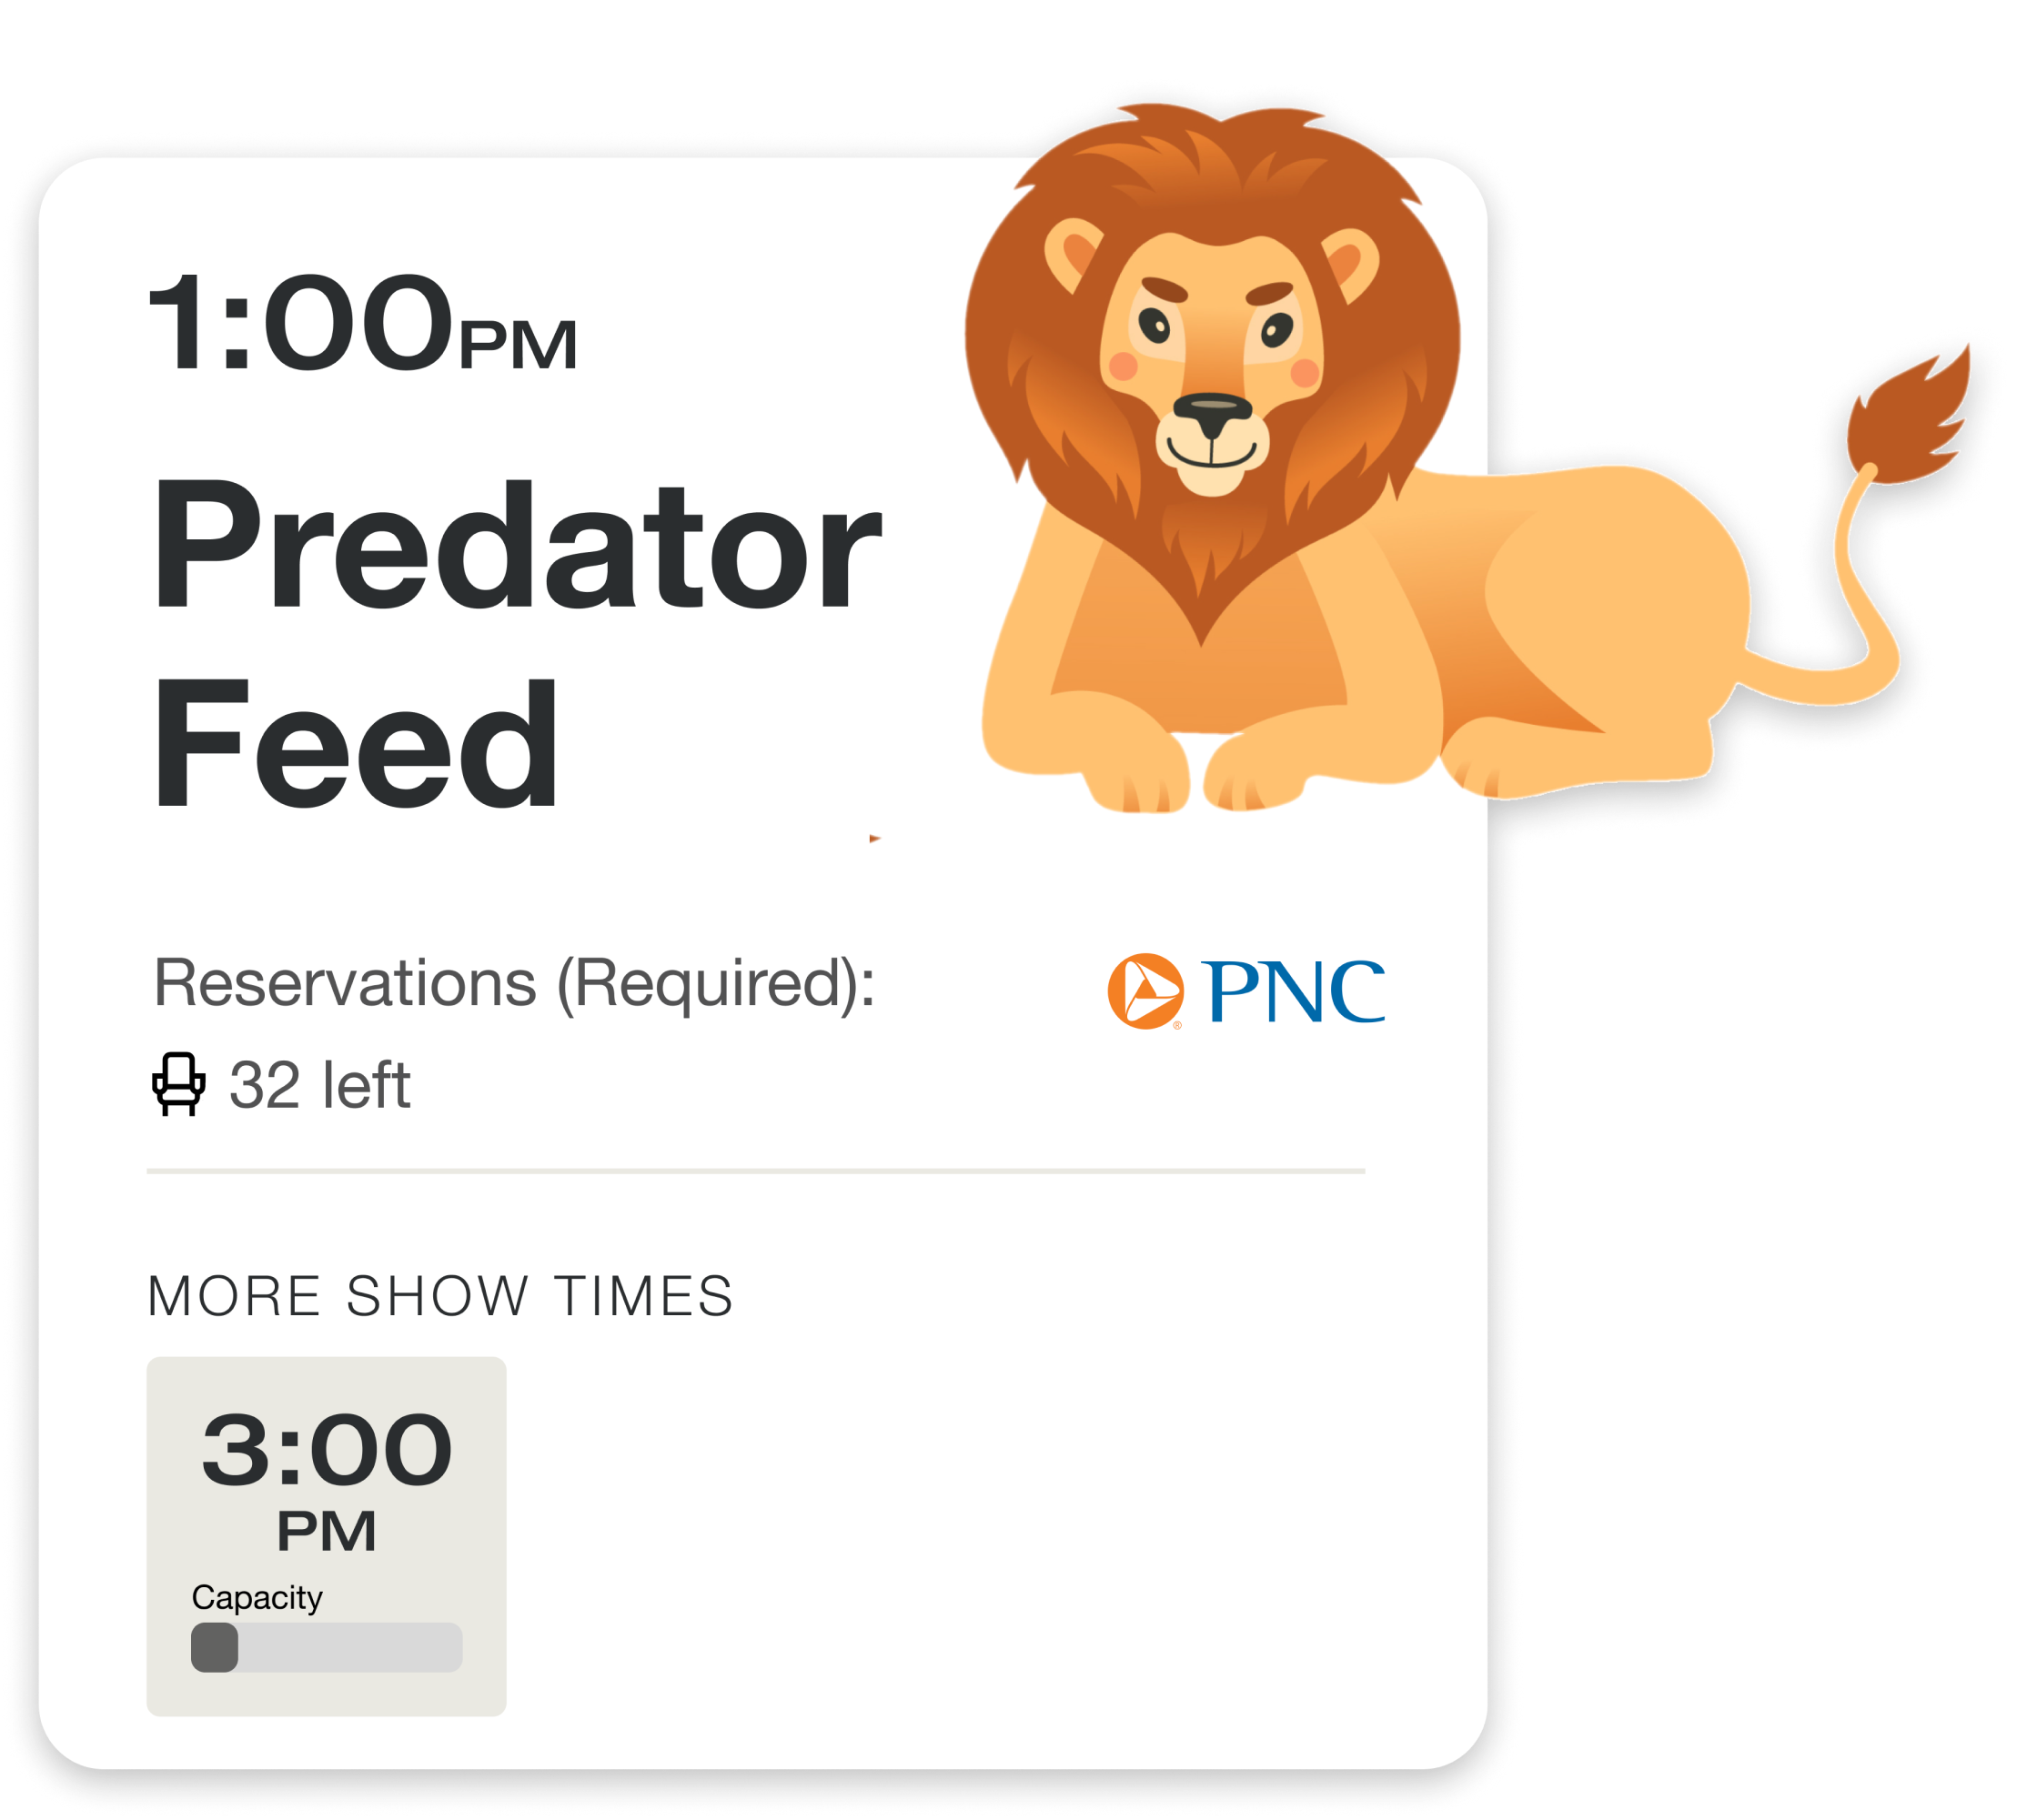 1:00PM
Predator
Feed
Reservations (Required):
32 left
® PNC
MORE SHOW TIMES
3:00
PM
Capacity